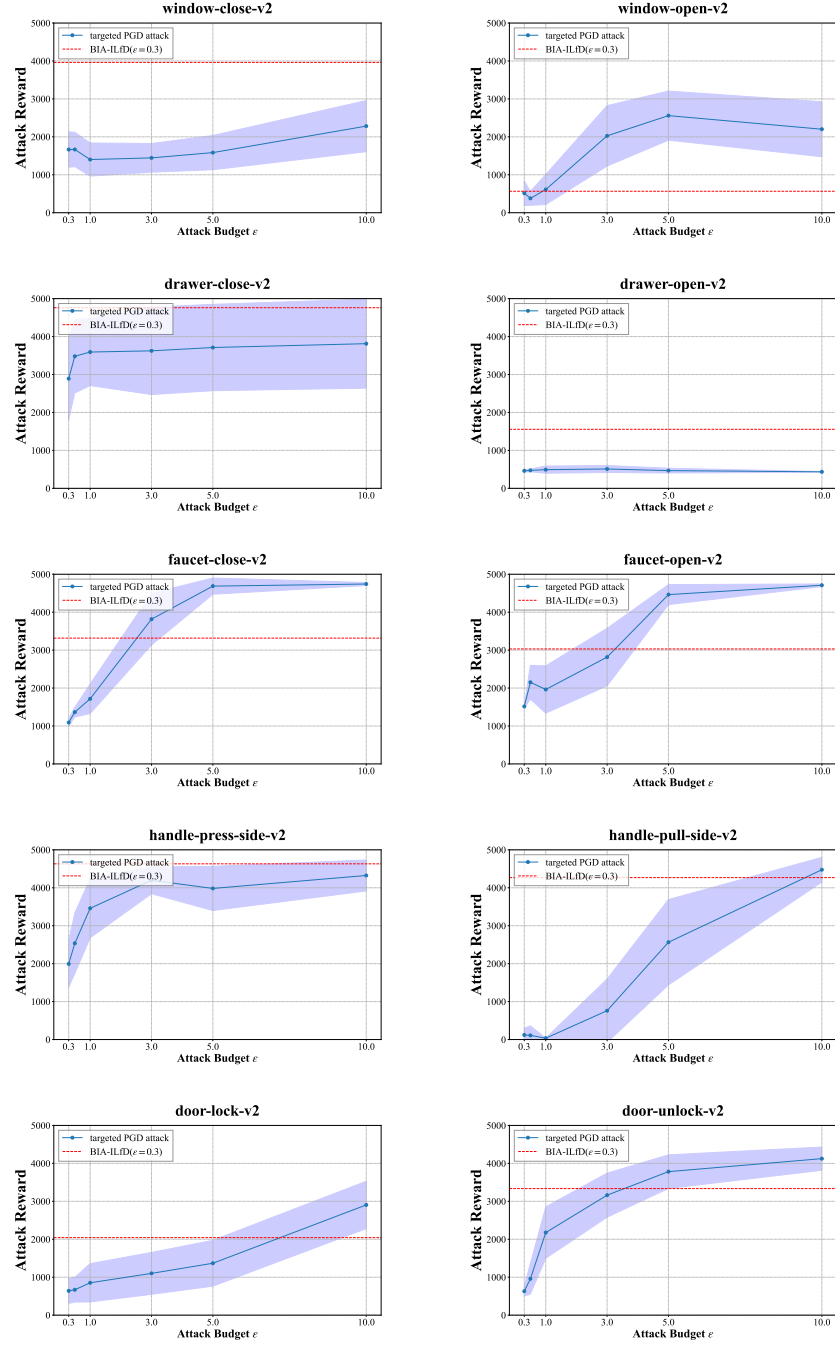 window-close-v2
5000
4000
3000
2000
1000
0
Attack Reward
targeted PGD attack
BIA-ILfD(ε = 0.3)
0.3 1.0 3.0 5.0 10.0
Attack Budget ε
window-open-v2
5000
4000
3000
2000
1000
0
Attack Reward
targeted PGD attack
BIA-ILfD(ε = 0.3)
0.3 1.0 3.0 5.0 10.0
Attack Budget ε
drawer-close-v2
5000
4000
3000
2000
1000
0
Attack Reward
targeted PGD attack
BIA-ILfD(ε = 0.3)
0.3 1.0 3.0 5.0 10.0
Attack Budget ε
drawer-open-v2
5000
4000
3000
2000
1000
0
Attack Reward
targeted PGD attack
BIA-ILfD(ε = 0.3)
0.3 1.0 3.0 5.0 10.0
Attack Budget ε
faucet-close-v2
5000
4000
3000
2000
1000
0
Attack Reward
targeted PGD attack
BIA-ILfD(ε = 0.3)
0.3 1.0 3.0 5.0 10.0
Attack Budget ε
faucet-open-v2
5000
4000
3000
2000
1000
0
Attack Reward
targeted PGD attack
BIA-ILfD(ε = 0.3)
0.3 1.0 3.0 5.0 10.0
Attack Budget ε
handle-press-side-v2
5000
4000
3000
2000
1000
0
Attack Reward
targeted PGD attack
BIA-ILfD(ε = 0.3)
0.3 1.0 3.0 5.0 10.0
Attack Budget ε
handle-pull-side-v2
5000
4000
3000
2000
1000
0
Attack Reward
targeted PGD attack
BIA-ILfD(ε = 0.3)
0.3 1.0 3.0 5.0 10.0
Attack Budget ε
door-lock-v2
5000
4000
3000
2000
1000
0
Attack Reward
targeted PGD attack
BIA-ILfD(ε = 0.3)
0.3 1.0 3.0 5.0 10.0
Attack Budget ε
door-unlock-v2
5000
4000
3000
2000
1000
0
Attack Reward
targeted PGD attack
BIA-ILfD(ε = 0.3)
0.3 1.0 3.0 5.0 10.0
Attack Budget ε